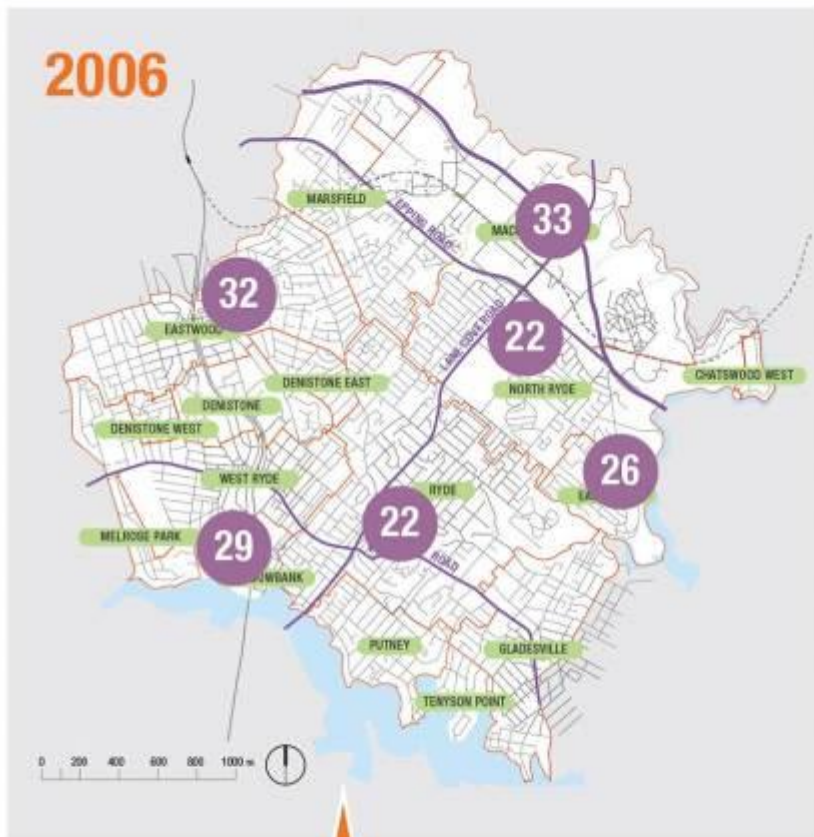 2006
MARSFIELD
EPPING ROAD
33
32
EASTWOOD
LANE COVE ROAD
22
DENISTONE EAST
NORTH RYDE
CHATSWOOD WEST
DENISTONE
DENISTONE WEST
WEST RYDE
26
RYDE
22
MELROSE PARK
29
ROAD
PUTNEY
GLADESVILLE
TENYSON POINT
0 200 400 600 800 1000 m